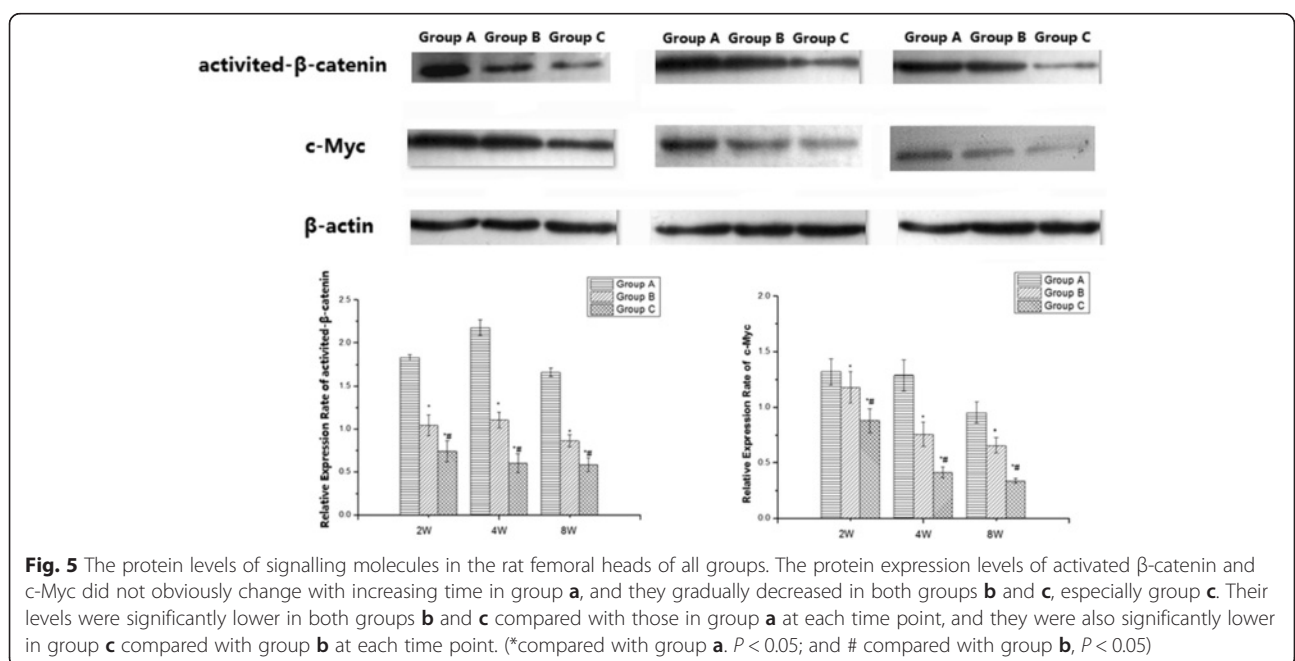 Group A Group B Group C Group A Group B Group C Group A Group B Group C
activited-β-catenin
c-Myc
β-actin
Relative Expression Rate of activited-β-catenin
2.5
2.0
1.5
1.0
0.5
0.0
Group A
Group B
Group C
* *# * *# * *#
2W 4W 8W
Relative Expression Rate of c-Myc
2.0
1.5
1.0
0.5
0.0
Group A
Group B
Group C
* *# * *# * *#
2W 4W 8W
Fig. 5 The protein levels of signalling molecules in the rat femoral heads of all groups. The protein expression levels of activated β-catenin and
c-Myc did not obviously change with increasing time in group a, and they gradually decreased in both groups b and c, especially group c. Their
levels were significantly lower in both groups b and c compared with those in group a at each time point, and they were also significantly lower
in group c compared with group b at each time point. (*compared with group a. P < 0.05; and # compared with group b, P < 0.05)